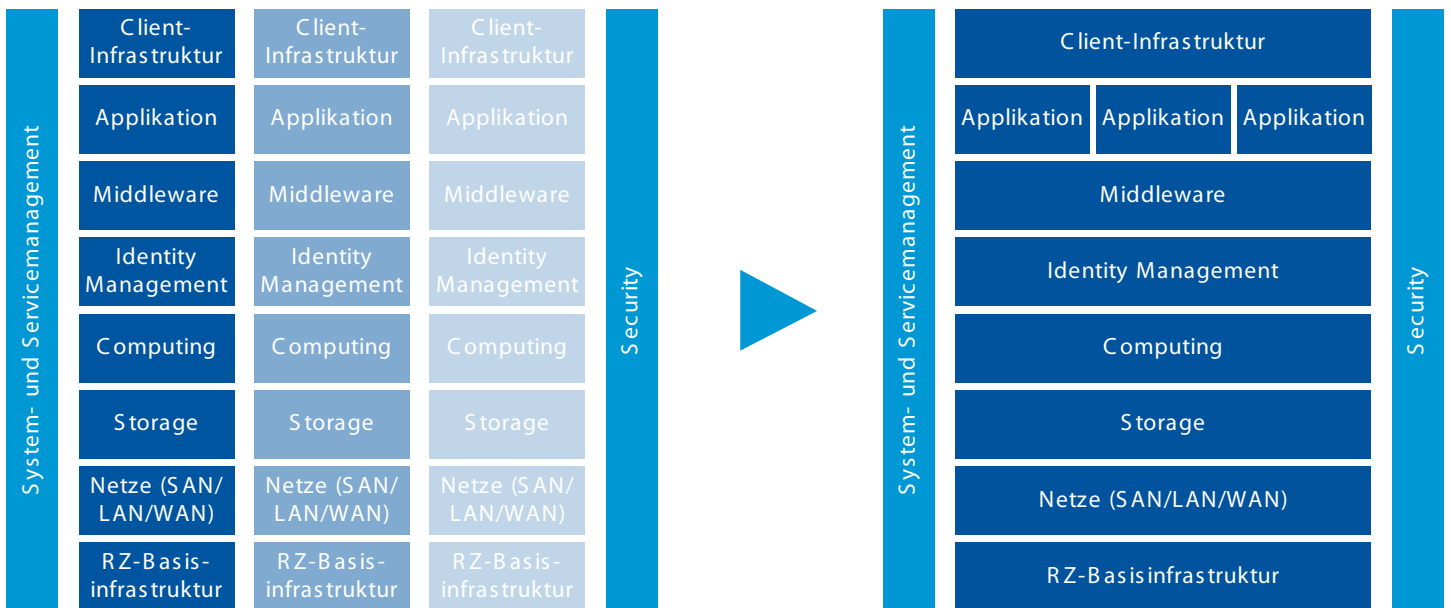 System- und Servicemanagement
Client-
Infrastruktur
Applikation
Middleware
Identity
Management
Computing
Storage
Netze (SAN/
LAN/WAN)
RZ-Basis-
infrastruktur
Client-
Infrastruktur
Applikation
Middleware
Identity
Management
Computing
Storage
Netze (SAN/
LAN/WAN)
RZ-Basis-
infrastruktur
Client-
Infrastruktur
Applikation
Middleware
Identity
Management
Computing
Storage
Netze (SAN/
LAN/WAN)
RZ-Basis-
infrastruktur
Security
System- und Servicemanagement
Client-Infrastruktur
Applikation Applikation Applikation
Middleware
Identity Management
Computing
Storage
Netze (SAN/LAN/WAN)
RZ-Basisinfrastruktur
Security